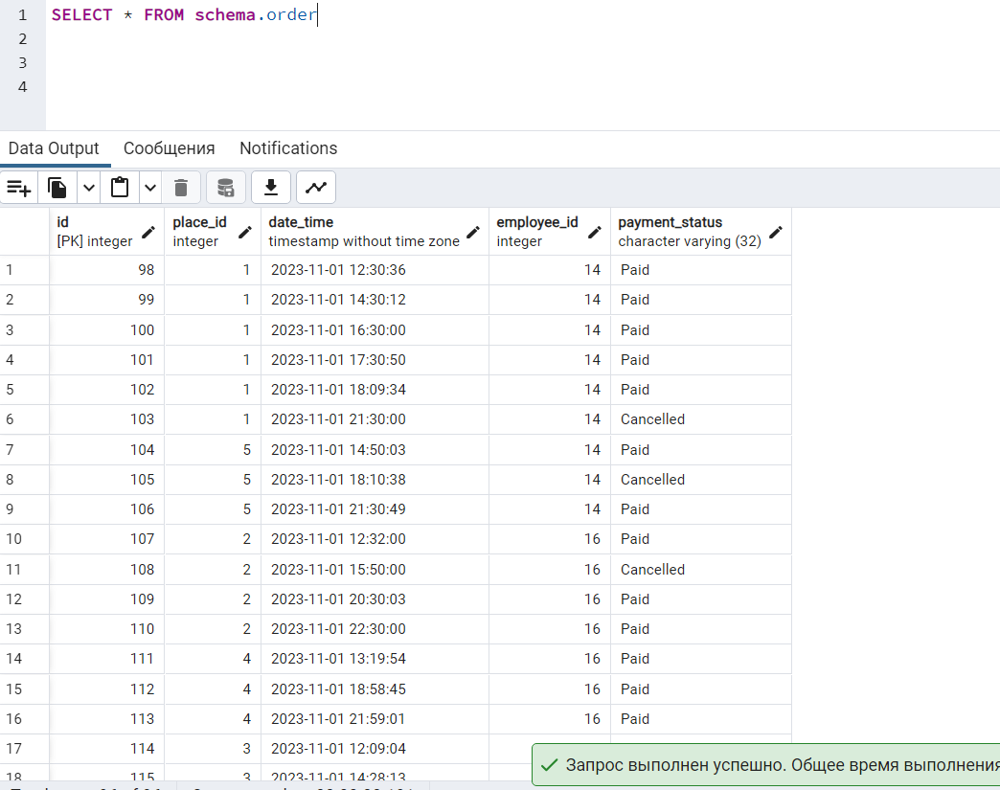 1 SELECT * FROM schema.order
2
3
4
Data Output Сообщения Notifications
id place_id date_time employee_id payment_status
[PK] integer integer timestamp without time zone integer character varying (32)
1 98 1 2023-11-01 12:30:36 14 Paid
2 99 1 2023-11-01 14:30:12 14 Paid
3 100 1 2023-11-01 16:30:00 14 Paid
4 101 1 2023-11-01 17:30:50 14 Paid
5 102 1 2023-11-01 18:09:34 14 Paid
6 103 1 2023-11-01 21:30:00 14 Cancelled
7 104 5 2023-11-01 14:50:03 14 Paid
8 105 5 2023-11-01 18:10:38 14 Cancelled
9 106 5 2023-11-01 21:30:49 14 Paid
10 107 2 2023-11-01 12:32:00 16 Paid
11 108 2 2023-11-01 15:50:00 16 Cancelled
12 109 2 2023-11-01 20:30:03 16 Paid
13 110 2 2023-11-01 22:30:00 16 Paid
14 111 4 2023-11-01 13:19:54 16 Paid
15 112 4 2023-11-01 18:58:45 16 Paid
16 113 4 2023-11-01 21:59:01 16 Paid
17 114 3 2023-11-01 12:09:04
Запрос выполнен успешно. Общее время выполнения
18 115 3 2023-11-01 14:28:13